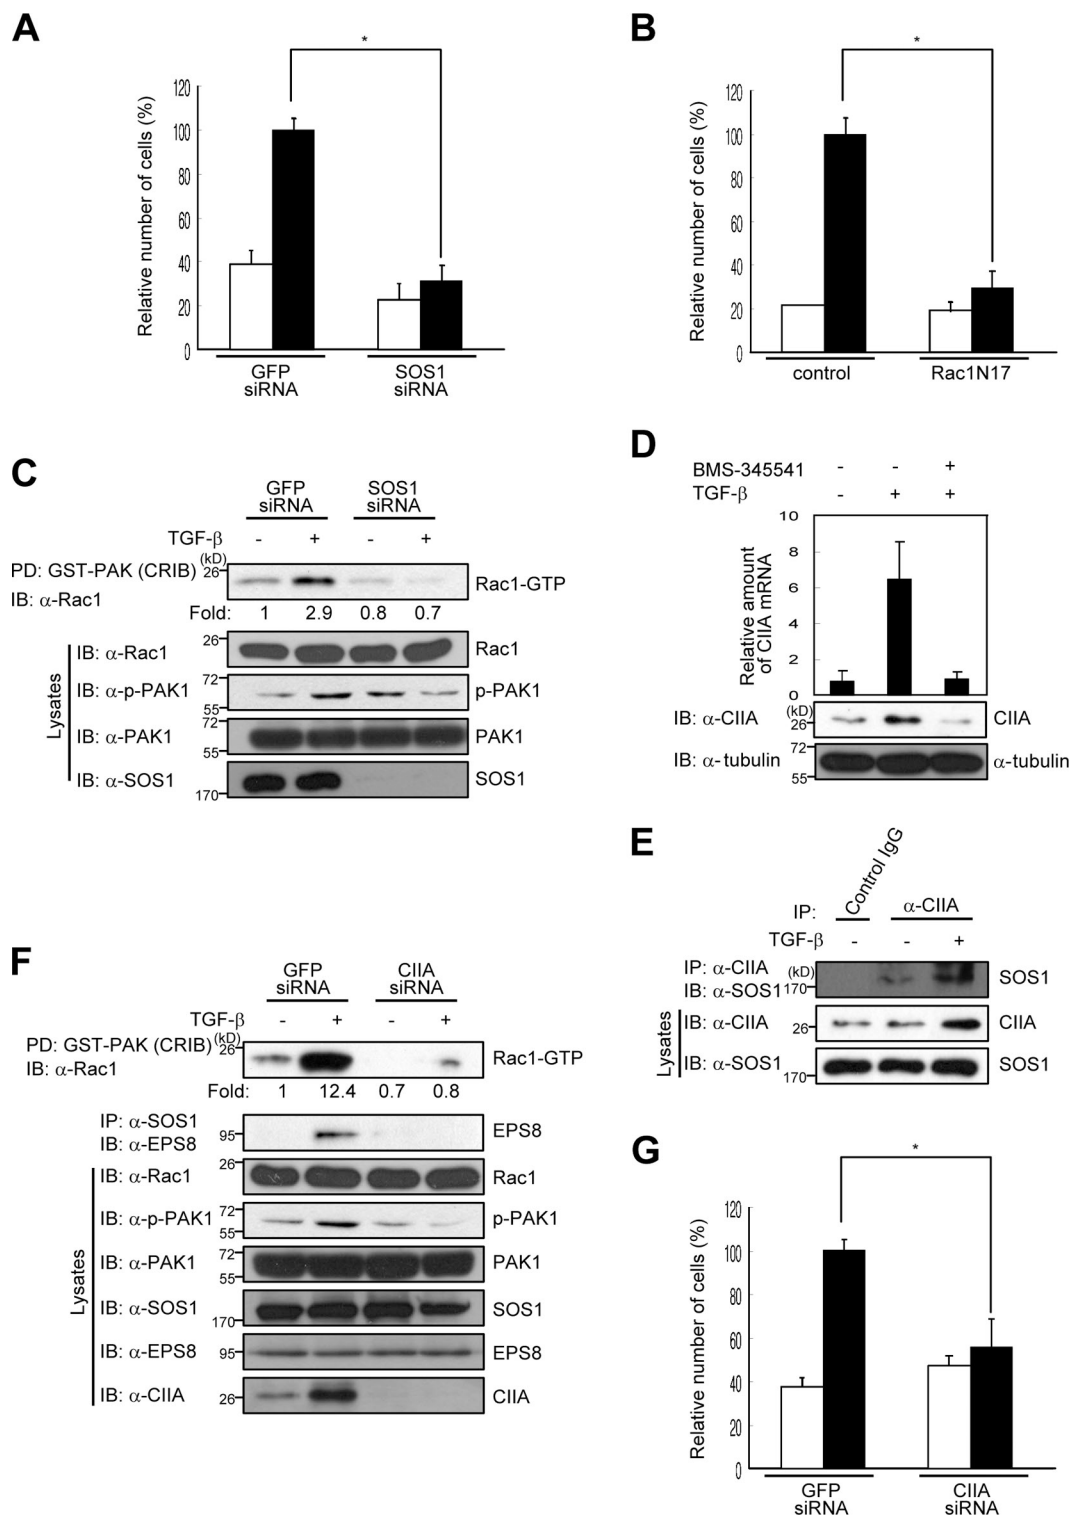 A
*
Relative number of cells (%)
120
100
80
60
40
20
0
GFP siRNA
SOS1 siRNA
B
*
Relative number of cells (%)
120
100
80
60
40
20
0
control
Rac1N17
C
GFP siRNA
SOS1 siRNA
TGF-β - + - +
(kD)
PD: GST-PAK (CRIB)
IB: α-Rac1
26
Rac1-GTP
Fold: 1 2.9 0.8 0.7
Lysates
IB: α-Rac1 26 Rac1
IB: α-p-PAK1 72 55 p-PAK1
IB: α-PAK1 72 55 PAK1
IB: α-SOS1 170 SOS1
D
BMS-345541 - - +
TGF-β - + +
Relative amount of CIIA mRNA
10
8
6
4
2
0
(kD)
IB: α-CIIA 26 CIIA
IB: α-tubulin 72 55 α-tubulin
E
IP: Control IgG α-CIIA
TGF-β - - +
(kD)
IP: α-CIIA
IB: α-SOS1 170 SOS1
Lysates
IB: α-CIIA 26 CIIA
IB: α-SOS1 170 SOS1
F
GFP siRNA
CIIA siRNA
TGF-β - + - +
(kD)
PD: GST-PAK (CRIB)
IB: α-Rac1
26
Rac1-GTP
Fold: 1 12.4 0.7 0.8
IP: α-SOS1
IB: α-EPS8
95
EPS8
Lysates
IB: α-Rac1 26 Rac1
IB: α-p-PAK1 72 55 p-PAK1
IB: α-PAK1 72 55 PAK1
IB: α-SOS1 170 SOS1
IB: α-EPS8 95 EPS8
IB: α-CIIA 26 CIIA
G
*
Relative number of cells (%)
120
100
80
60
40
20
0
GFP siRNA
CIIA siRNA